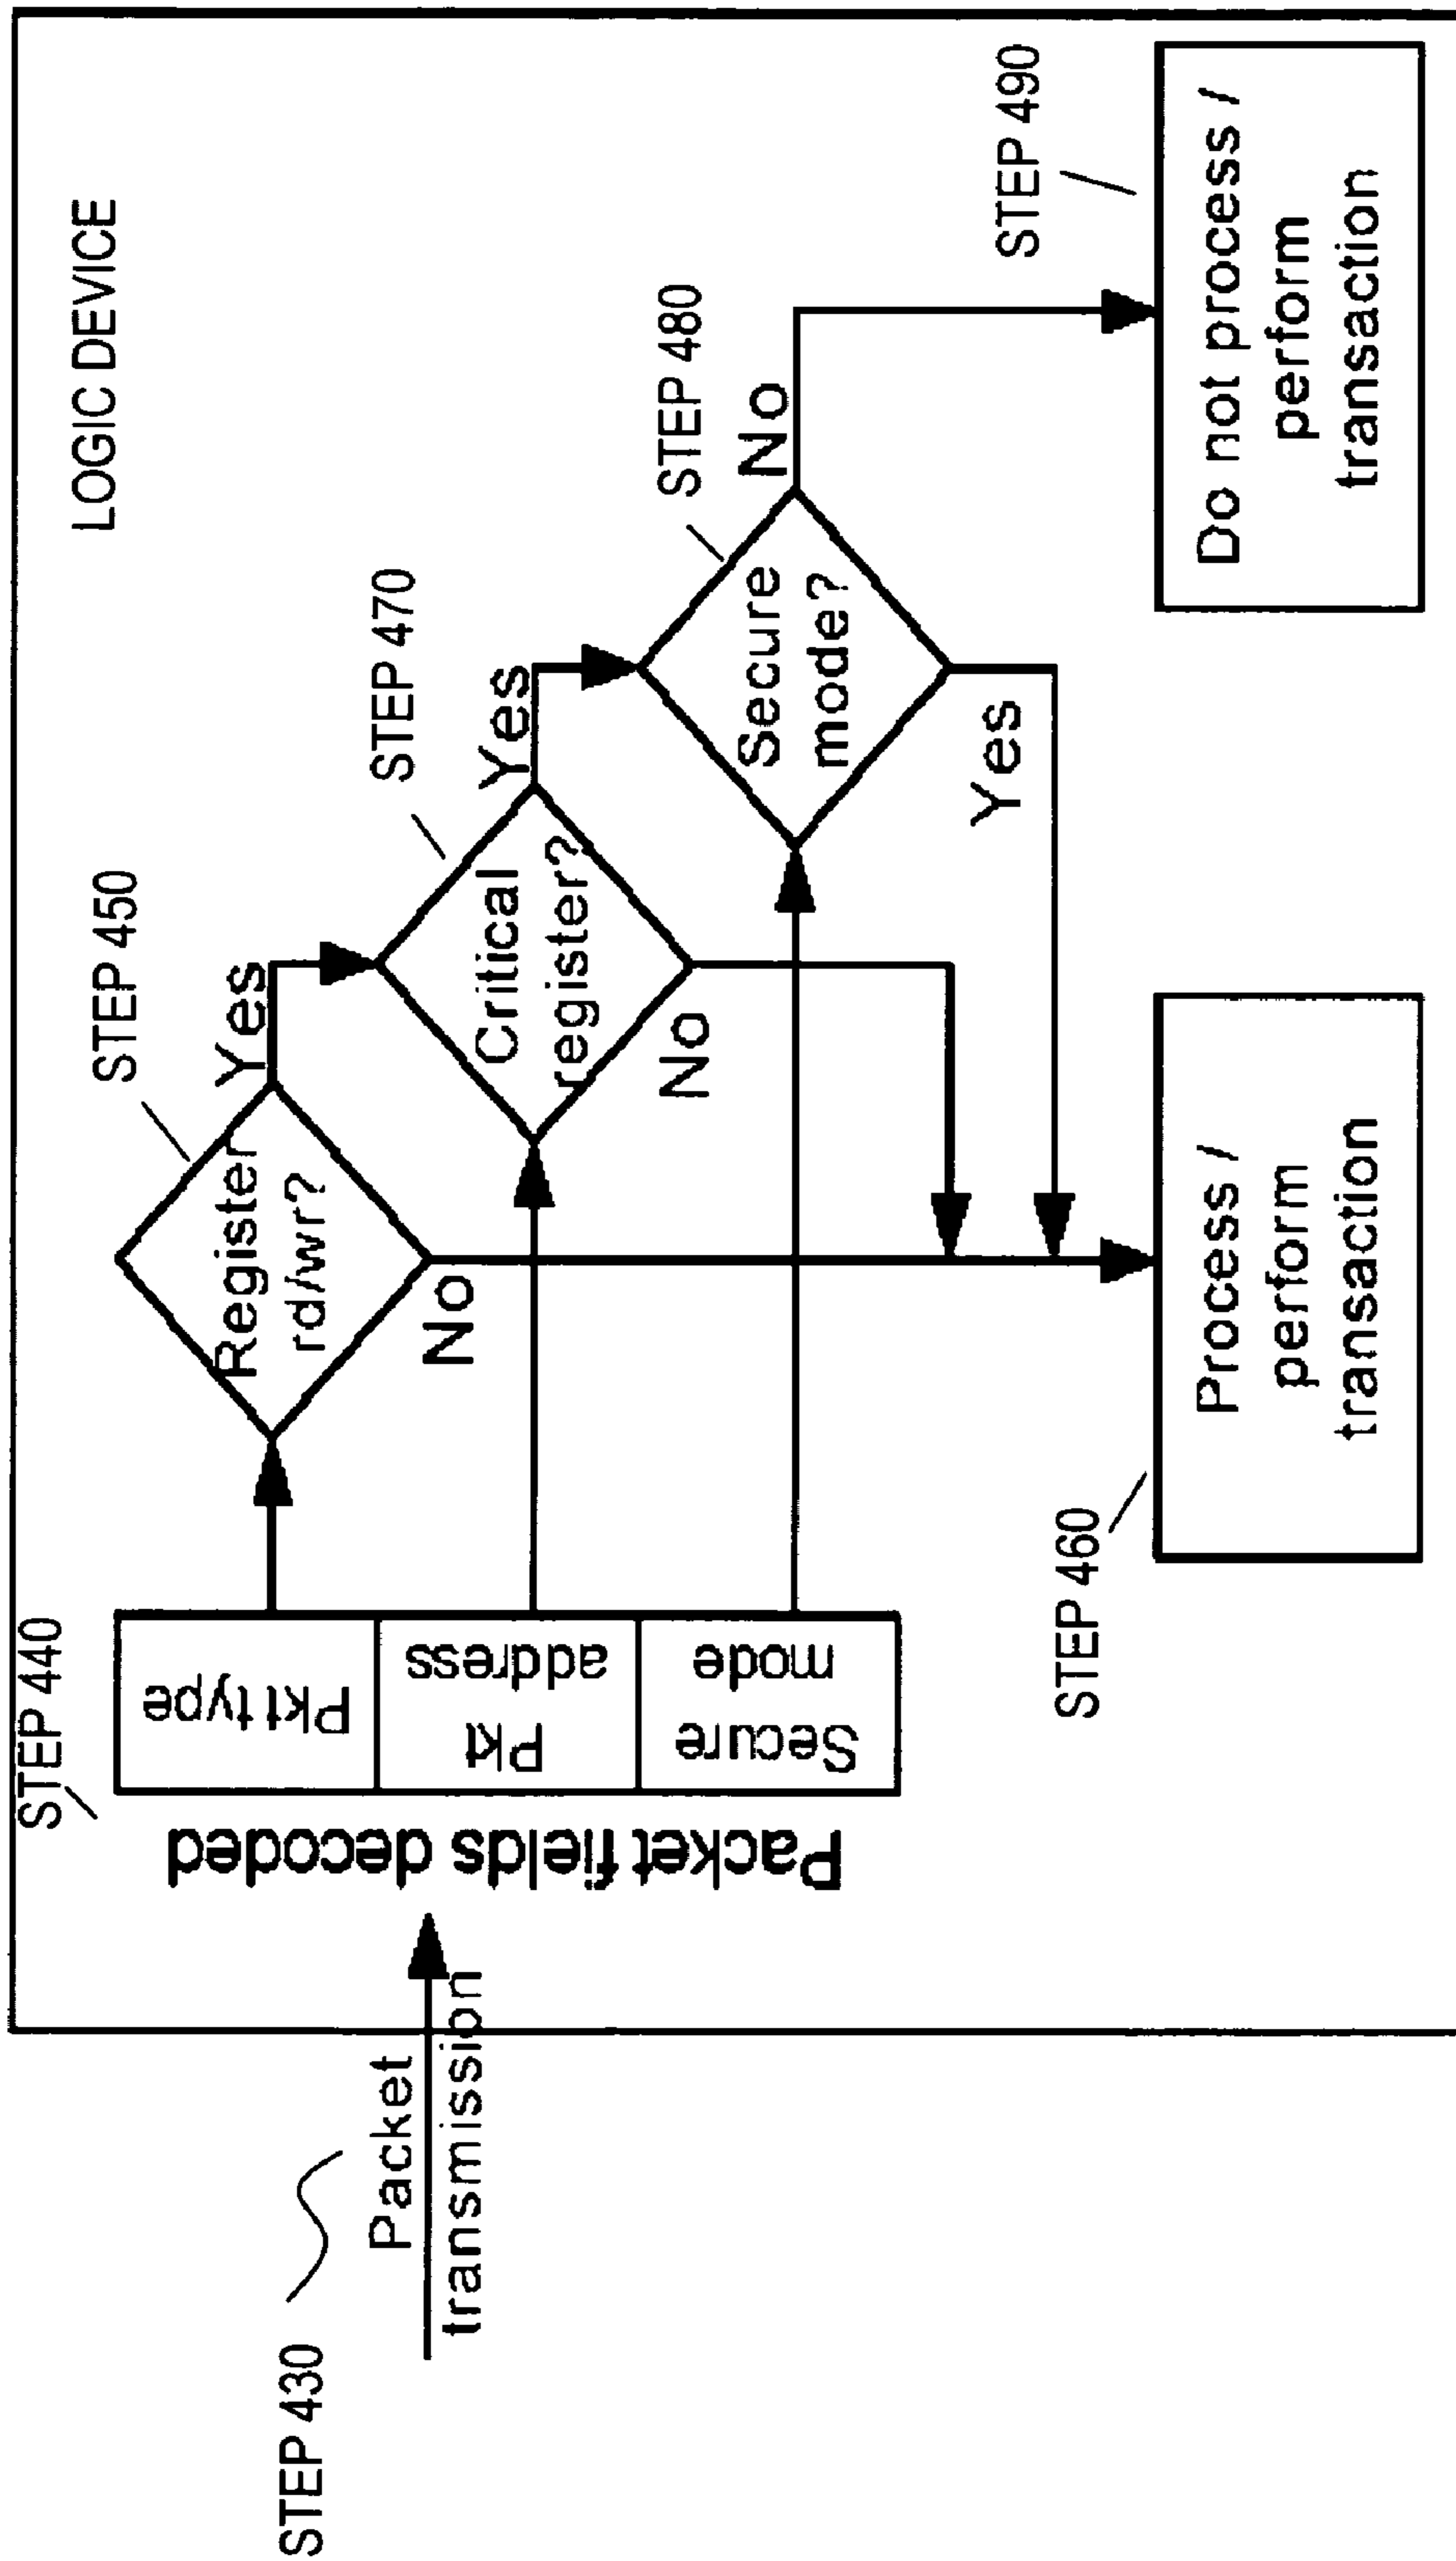 LOGIC DEVICE
STEP 430
Packet
transmission
STEP 440
Packet fields decoded
Pkt type
Pkt
address
Secure
mode
STEP 450
Register
rd/wr?
Yes
No
STEP 470
Critical
register?
Yes
No
STEP 480
Secure
mode?
No
Yes
STEP 460
Process /
perform
transaction
STEP 490
Do not process /
perform
transaction